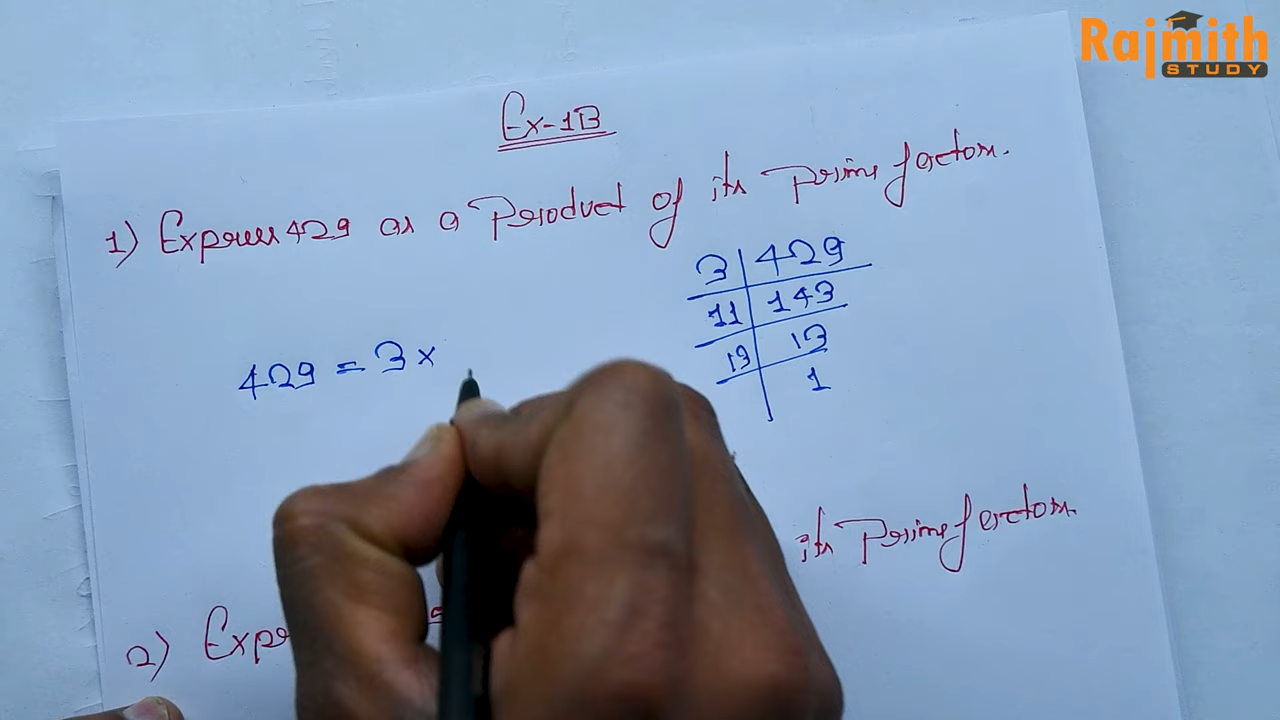 Rajmith
STUDY
Ex-1B
1) Express 429 as a Product of its Prime factors.
3 429
11 143
13 13
1
429 = 3 ×
2) Expr its Prime factors.